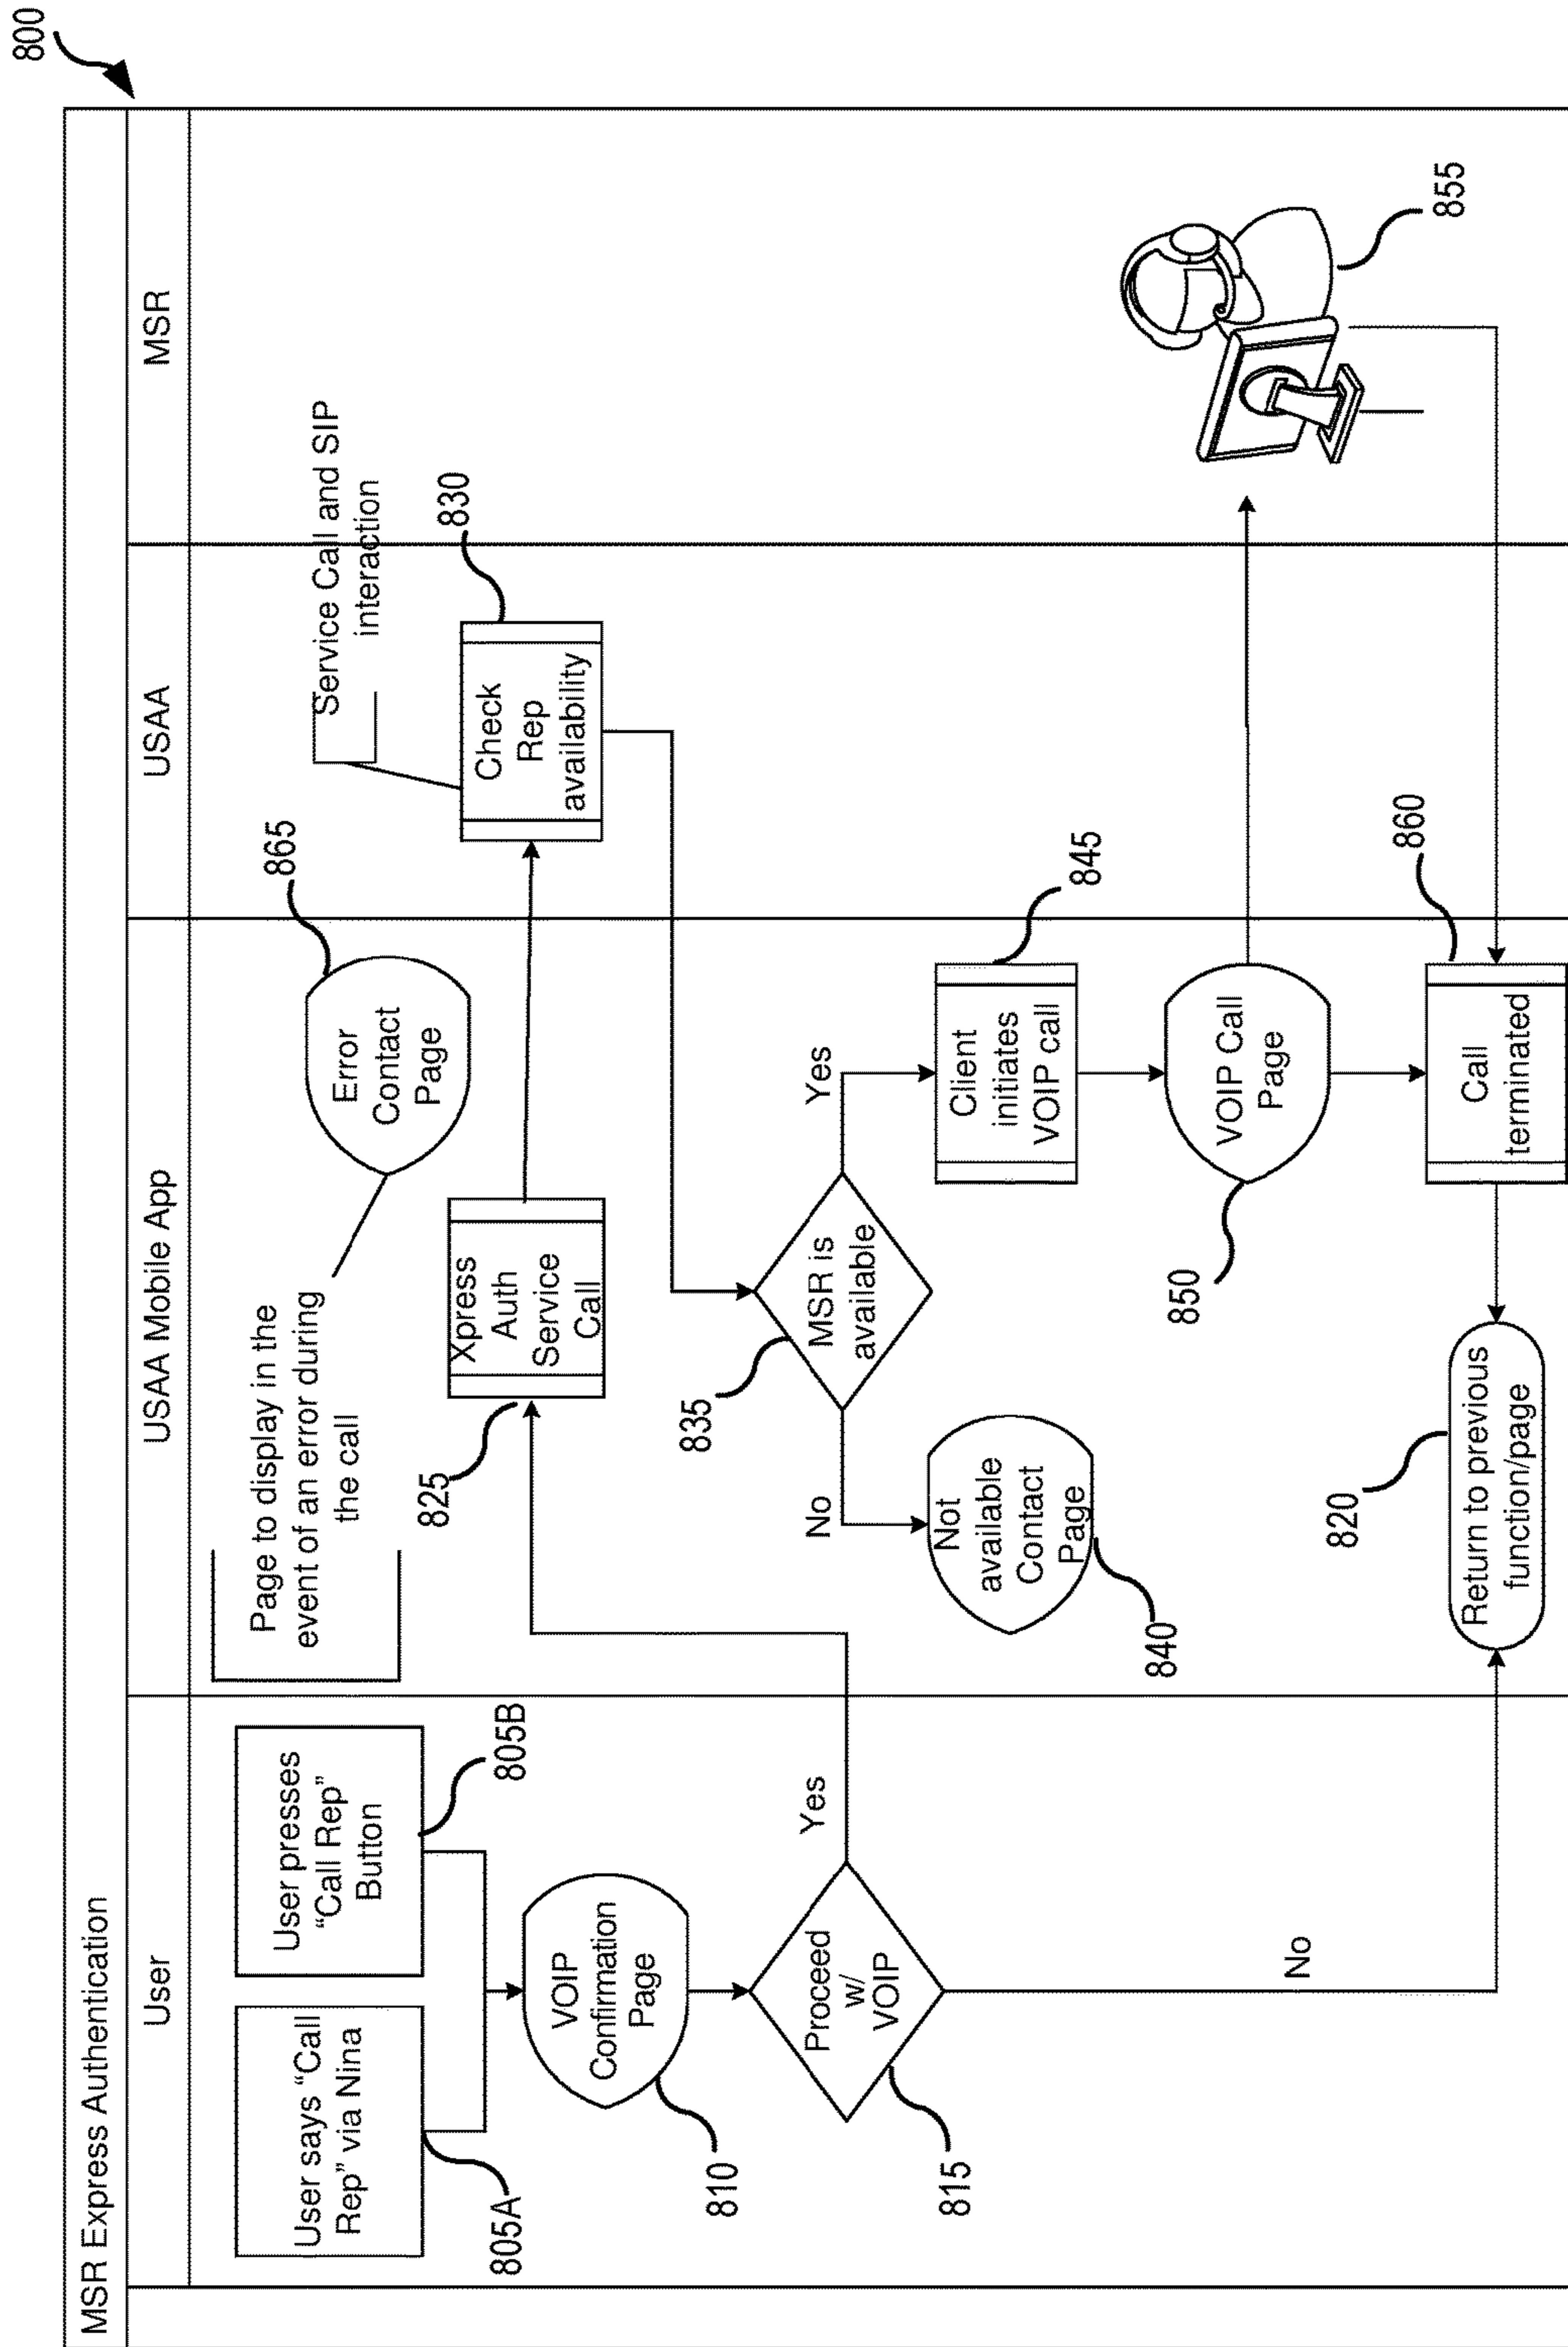 800
MSR Express Authentication
User
USAA Mobile App
USAA
MSR
User says “Call
Rep” via Nina
805A
User presses
“Call Rep”
Button
805B
VOIP
Confirmation
Page
810
Proceed
w/
VOIP
815
Yes
No
Page to display in the
event of an error during
the call
Error
Contact
Page
865
Xpress
Auth
Service
Call
825
Service Call and SIP
interaction
Check
Rep
availability
830
MSR is
available
835
No
Yes
Not
available
Contact
Page
840
Client
initiates
VOIP call
845
VOIP Call
Page
850
855
Call
terminated
860
Return to previous
function/page
820